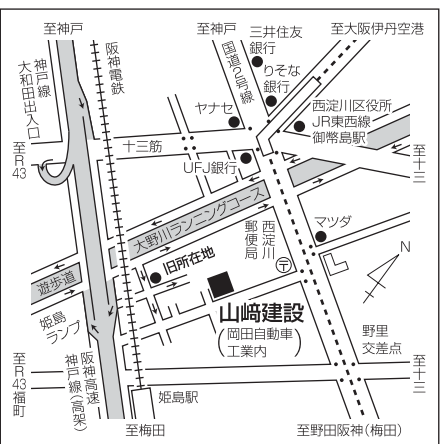 至神戸
至神戸
至大阪伊丹空港
神戸線
大和田出入口
阪神電鉄
国道2号線
三井住友
銀行
りそな
銀行
ヤナセ
西淀川区役所
JR東西線
御幣島駅
至R43
十三筋
UFJ銀行
至十三
大野川ランニングコース
西淀川
郵便局
マツダ
旧所在地
遊歩道
N
姫島
ランプ
山﨑建設
(岡田自動車
工業内)
野里
交差点
至R43福町
阪神高速
神戸線(高架)
姫島駅
至十三
至梅田
至野田阪神(梅田)